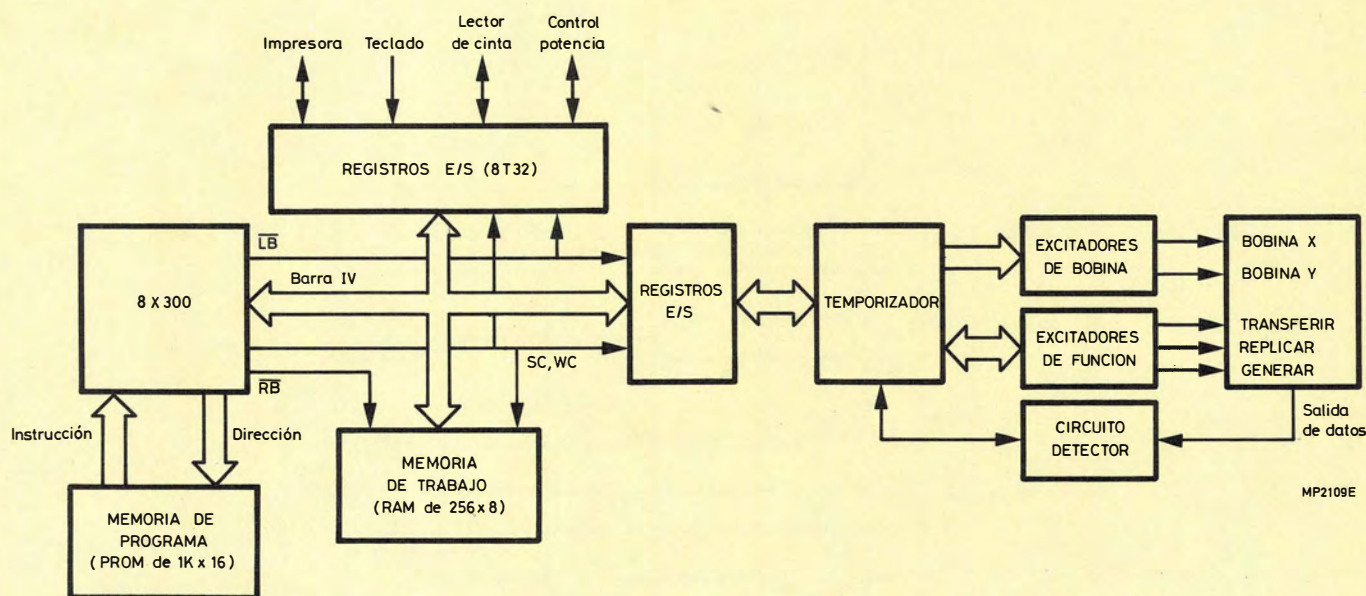 Impresora
Teclado
Lector
de cinta
Control
potencia
REGISTROS E/S (8T32)
8 X 300
LB
Barra IV
RB
SC, WC
Instrucción
Dirección
MEMORIA DE
PROGRAMA
(PROM de 1K x 16)
MEMORIA
DE TRABAJO
(RAM de 256x8)
REGISTROS
E/S
TEMPORIZADOR
EXCITADORES
DE BOBINA
EXCITADORES
DE FUNCION
CIRCUITO
DETECTOR
BOBINA X
BOBINA Y
TRANSFERIR
REPLICAR
GENERAR
Salida
de datos
MP2109E